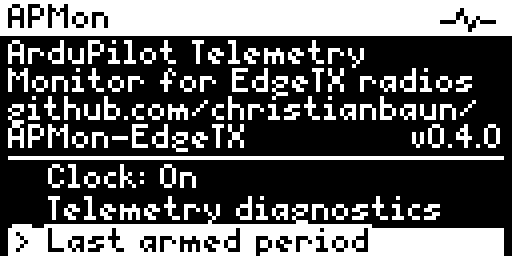 APMon
ArduPilot Telemetry
Monitor for EdgeTX radios
github.com/christianbaun/
APMon-EdgeTX v0.4.0
Clock: On
Telemetry diagnostics
> Last armed period